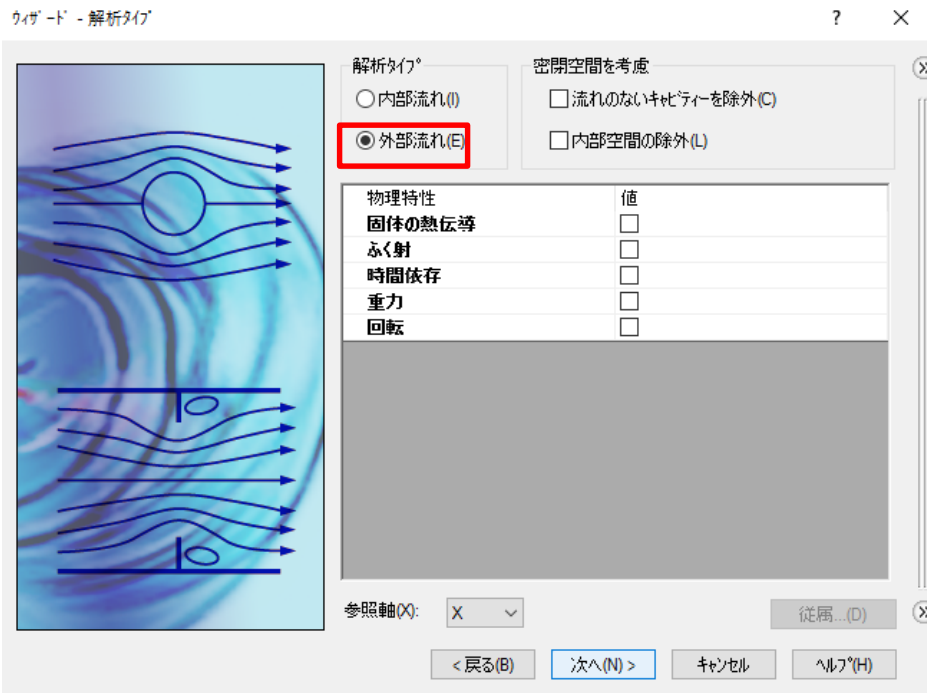 ウィザード - 解析タイプ
?
解析タイプ
内部流れ(I)
外部流れ(E)
密閉空間を考慮
流れのないキャビティーを除外(C)
内部空間の除外(L)
物理特性 値
固体の熱伝導
ふく射
時間依存
重力
回転
参照軸(X): X
従属...(D)
< 戻る(B) 次へ(N) > キャンセル ヘルプ(H)